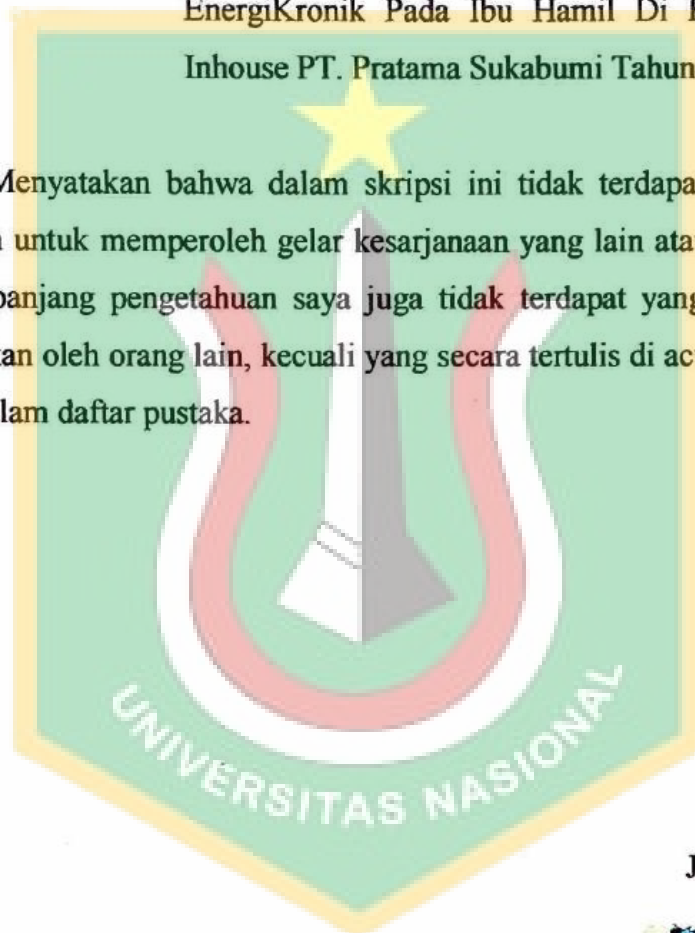 EnergiKronik Pada Ibu Hamil Di
Inhouse PT. Pratama Sukabumi Tahun
Menyatakan bahwa dalam skripsi ini tidak terdapa
untuk memperoleh gelar kesarjanaan yang lain ata
panjang pengetahuan saya juga tidak terdapat yang
kan oleh orang lain, kecuali yang secara tertulis di ac
lam daftar pustaka.
UNIVERSITAS NASIONAL
J